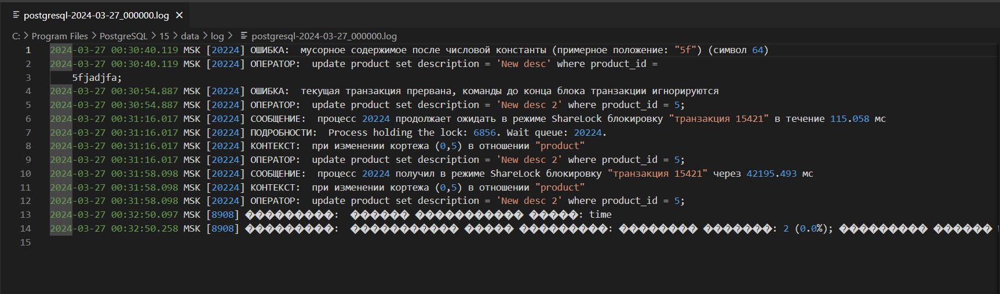 postgresql-2024-03-27_000000.log
C: > Program Files > PostgreSQL > 15 > data > log > postgresql-2024-03-27_000000.log
1 2024-03-27 00:30:40.119 MSK [20224] ОШИБКА:  мусорное содержимое после числовой константы (примерное положение: "5f") (символ 64)
2 2024-03-27 00:30:40.119 MSK [20224] ОПЕРАТОР:  update product set description = 'New desc' where product_id =
3 5fjadjfa;
4 2024-03-27 00:30:54.887 MSK [20224] ОШИБКА:  текущая транзакция прервана, команды до конца блока транзакции игнорируются
5 2024-03-27 00:30:54.887 MSK [20224] ОПЕРАТОР:  update product set description = 'New desc 2' where product_id = 5;
6 2024-03-27 00:31:16.017 MSK [20224] СООБЩЕНИЕ:  процесс 20224 продолжает ожидать в режиме ShareLock блокировку "транзакция 15421" в течение 115.058 мс
7 2024-03-27 00:31:16.017 MSK [20224] ПОДРОБНОСТИ:  Process holding the lock: 6856. Wait queue: 20224.
8 2024-03-27 00:31:16.017 MSK [20224] КОНТЕКСТ:  при изменении кортежа (0,5) в отношении "product"
9 2024-03-27 00:31:16.017 MSK [20224] ОПЕРАТОР:  update product set description = 'New desc 2' where product_id = 5;
10 2024-03-27 00:31:58.098 MSK [20224] СООБЩЕНИЕ:  процесс 20224 получил в режиме ShareLock блокировку "транзакция 15421" через 42195.493 мс
11 2024-03-27 00:31:58.098 MSK [20224] КОНТЕКСТ:  при изменении кортежа (0,5) в отношении "product"
12 2024-03-27 00:31:58.098 MSK [20224] ОПЕРАТОР:  update product set description = 'New desc 2' where product_id = 5;
13 2024-03-27 00:32:50.097 MSK [8908] ���������:  ������ ����������� �����: time
14 2024-03-27 00:32:50.258 MSK [8908] ���������:  ����������� ����� ���������: �������� �������: 2 (0.0%); ��������� ������
15